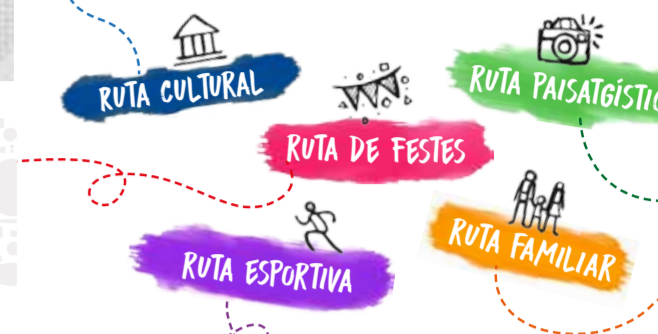 RUTA CULTURAL
RUTA PAISATGÍSTIC
RUTA DE FESTES
RUTA FAMILIAR
RUTA ESPORTIVA